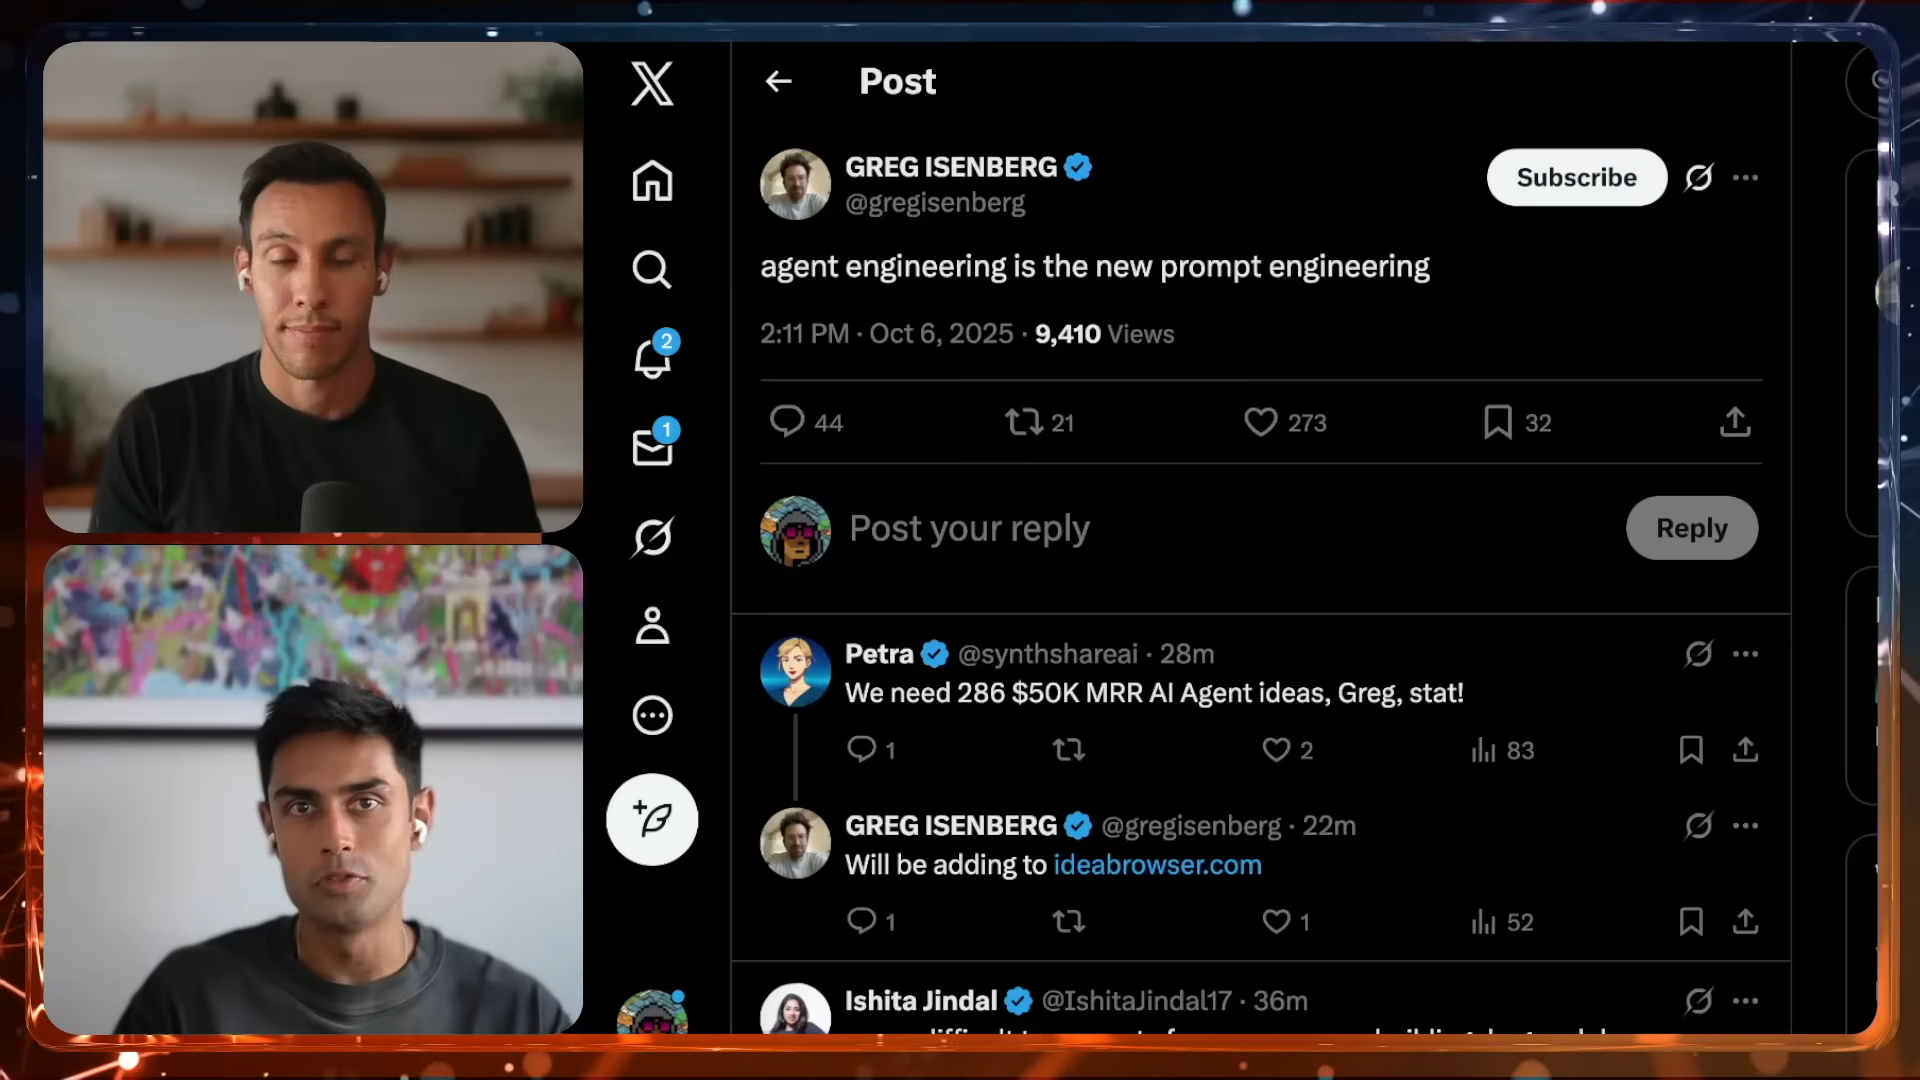 Post
GREG ISENBERG
@gregisenberg
Subscribe
agent engineering is the new prompt engineering
2:11 PM · Oct 6, 2025 · 9,410 Views
44
21
273
32
2
1
Post your reply
Reply
Petra @synthshareai · 28m
We need 286 $50K MRR AI Agent ideas, Greg, stat!
1
2
83
GREG ISENBERG @gregisenberg · 22m
Will be adding to ideabrowser.com
1
1
52
Ishita Jindal @IshitaJindal17 · 36m